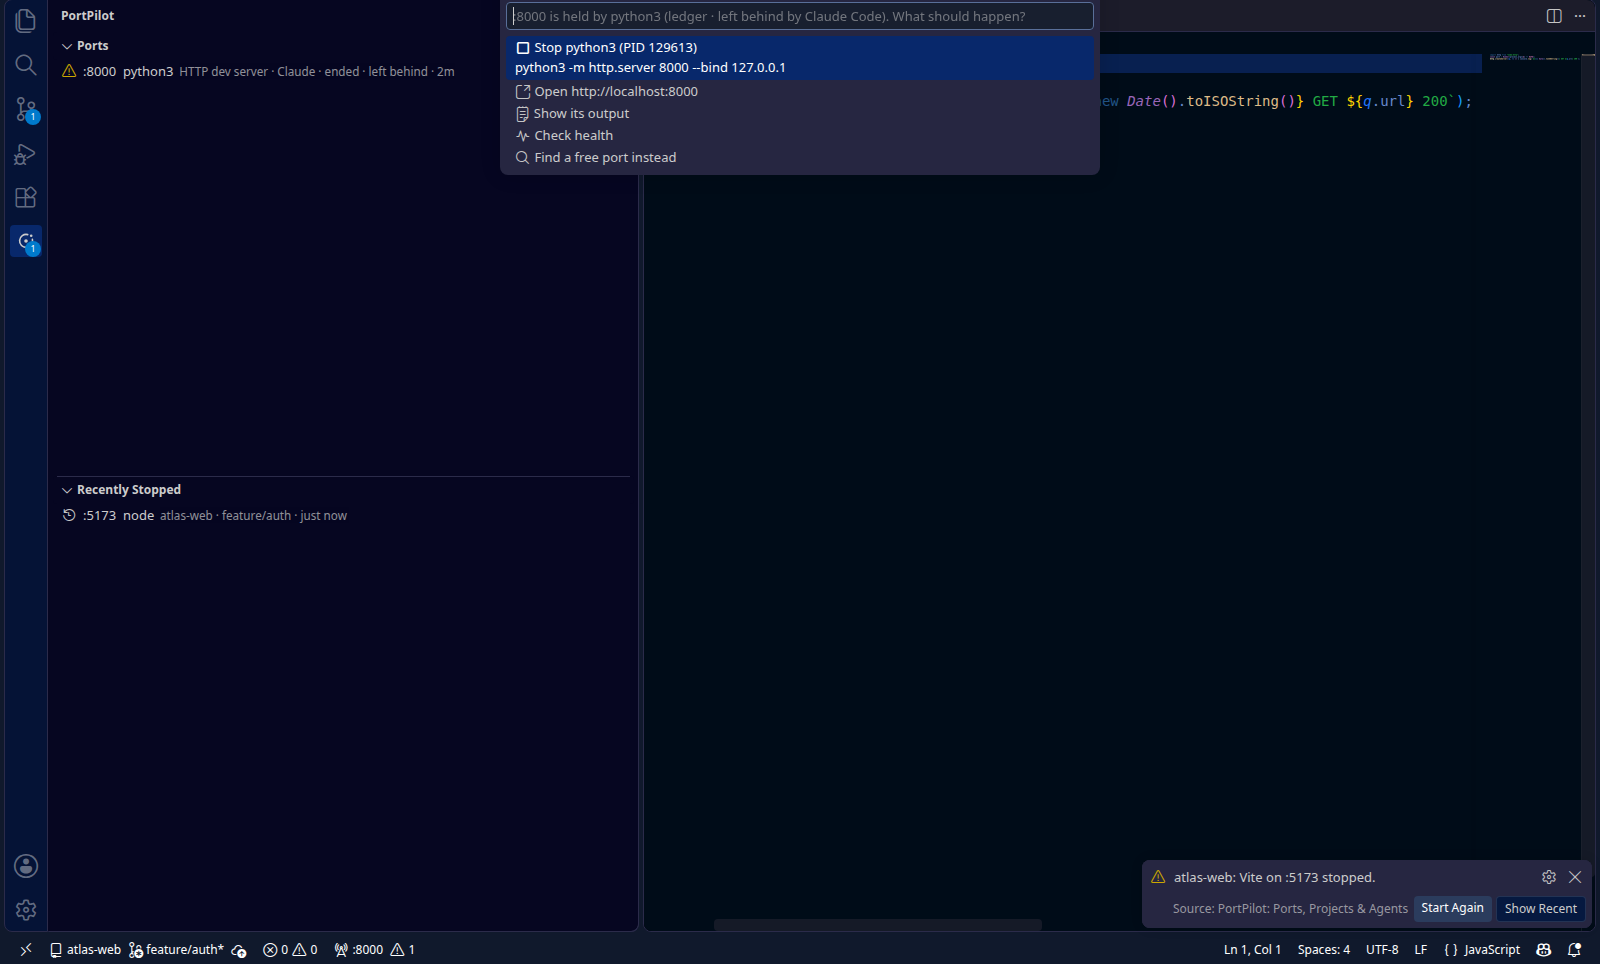 PortPilot
Ports
:8000 python3 HTTP dev server · Claude · ended · left behind · 2m
:8000 is held by python3 (ledger · left behind by Claude Code). What should happen?
Stop python3 (PID 129613)
python3 -m http.server 8000 --bind 127.0.0.1
Open http://localhost:8000
Show its output
Check health
Find a free port instead
new Date().toISOString()} GET ${q.url} 200`);
1
1
Recently Stopped
:5173 node atlas-web · feature/auth · just now
atlas-web: Vite on :5173 stopped.
Source: PortPilot: Ports, Projects & Agents
Start Again
Show Recent
atlas-web feature/auth* 0 0 :8000 1
Ln 1, Col 1 Spaces: 4 UTF-8 LF { } JavaScript